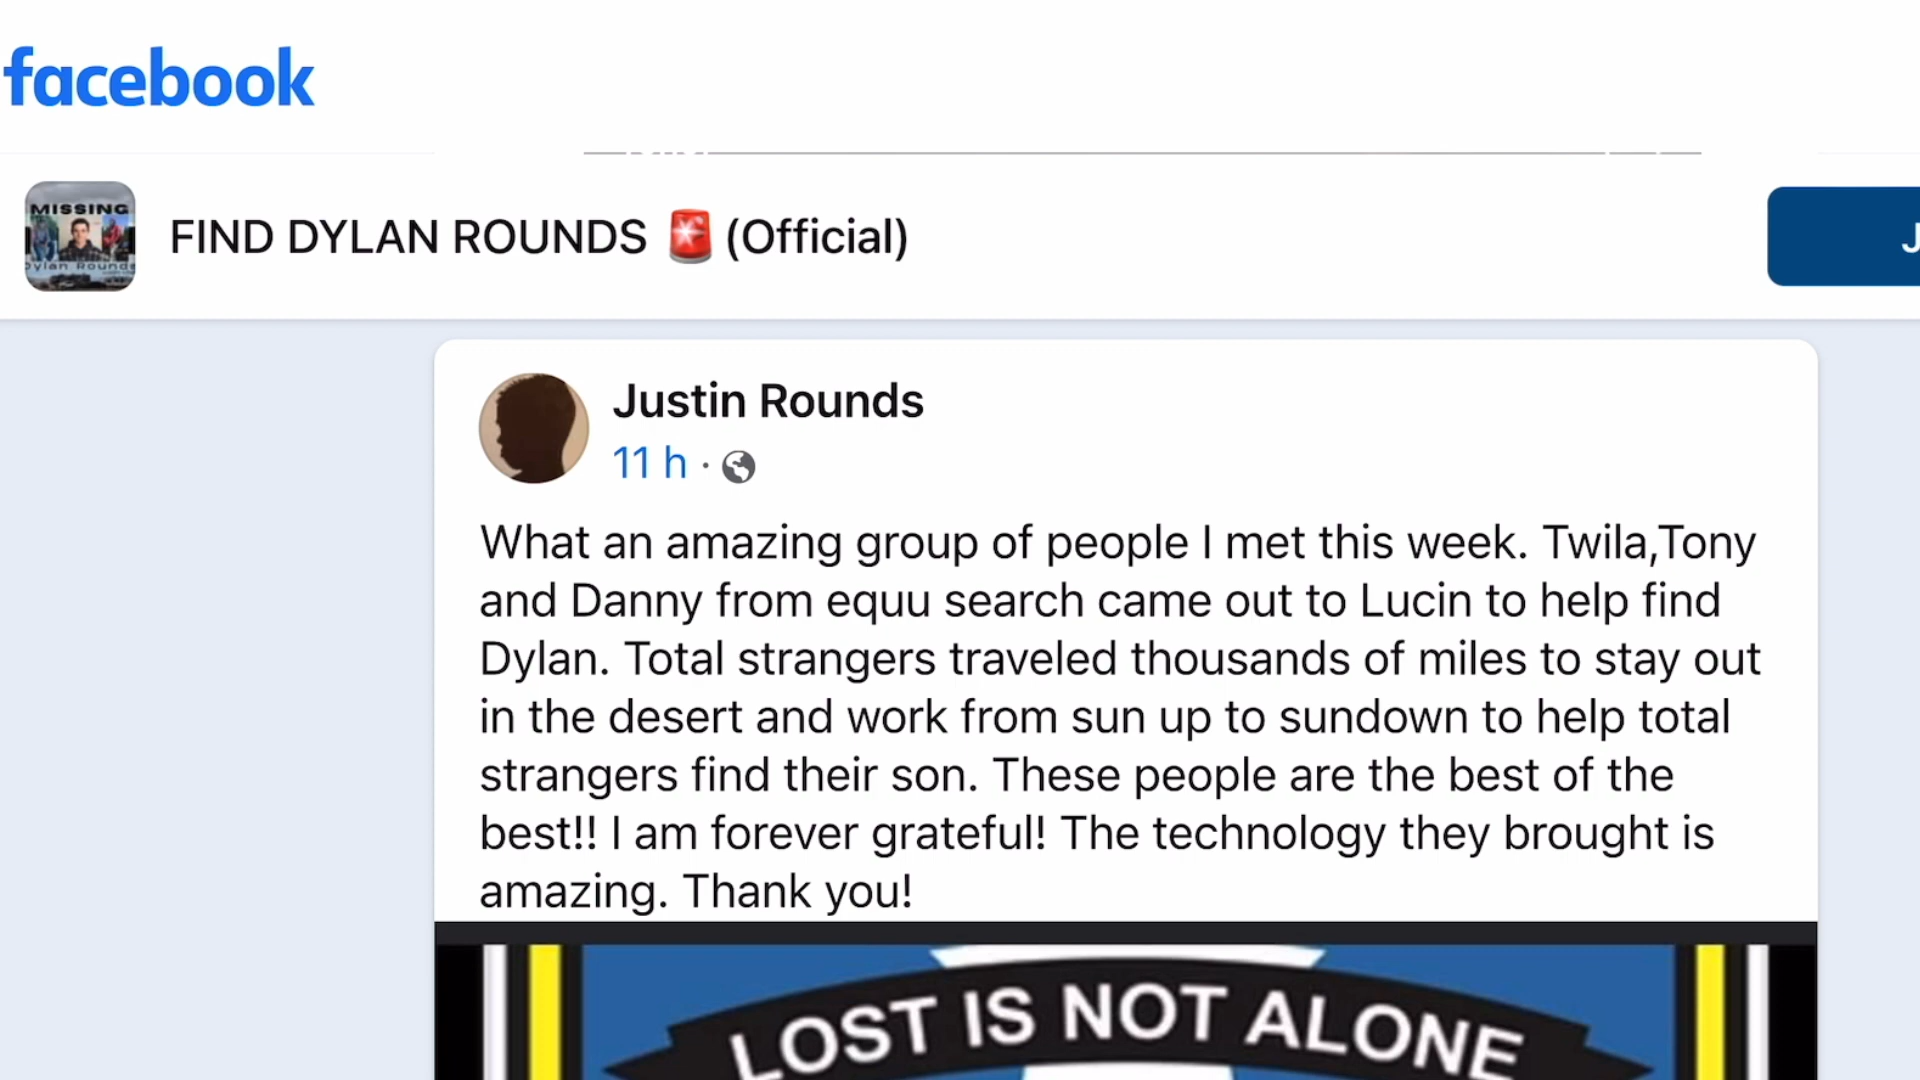 facebook
MISSING
Dylan Rounds
FIND DYLAN ROUNDS 🚨 (Official)
J
Justin Rounds
11 h ·
What an amazing group of people I met this week. Twila,Tony
and Danny from equu search came out to Lucin to help find
Dylan. Total strangers traveled thousands of miles to stay out
in the desert and work from sun up to sundown to help total
strangers find their son. These people are the best of the
best!! I am forever grateful! The technology they brought is
amazing. Thank you!
LOST IS NOT ALONE